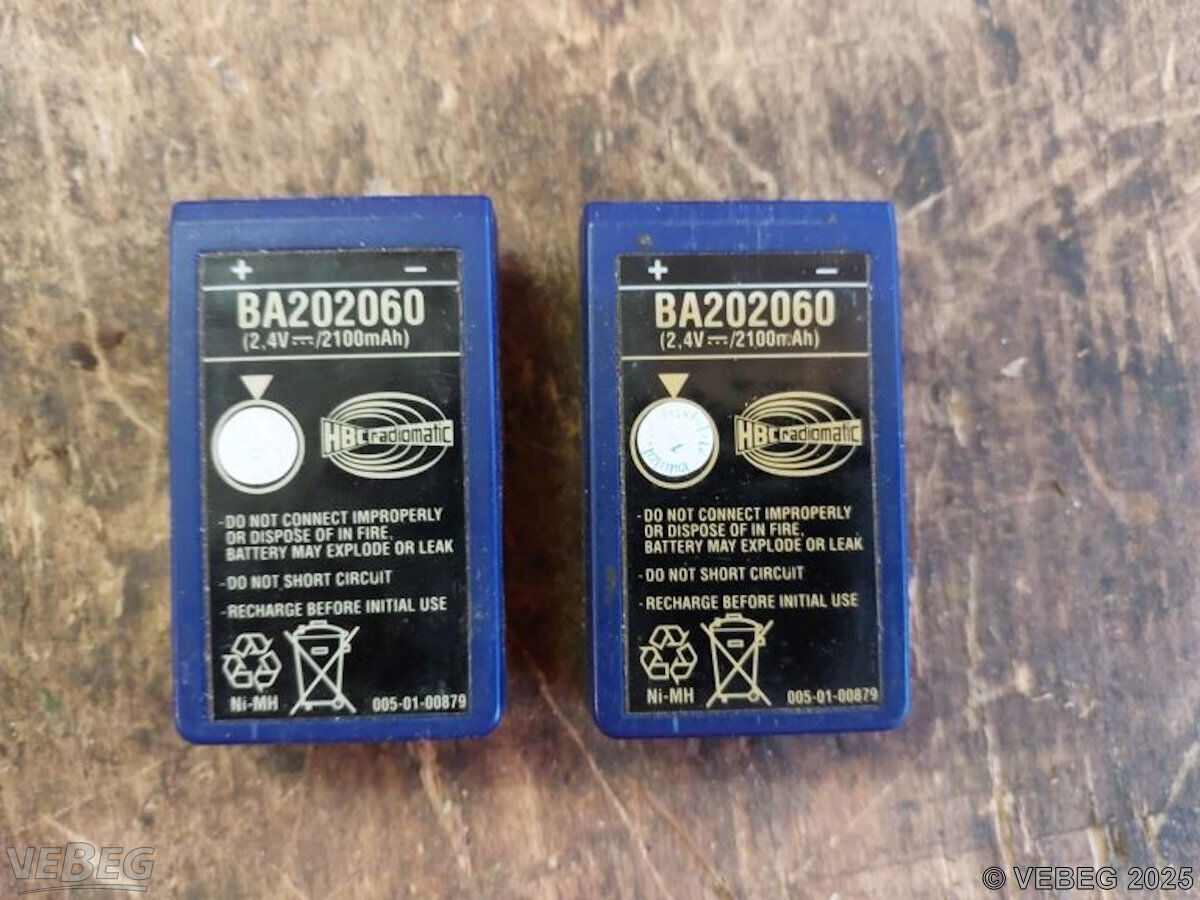 + −
BA202060
(2,4V⎓/2100mAh)
HBC radiomatic
-DO NOT CONNECT IMPROPERLY
OR DISPOSE OF IN FIRE,
BATTERY MAY EXPLODE OR LEAK
-DO NOT SHORT CIRCUIT
-RECHARGE BEFORE INITIAL USE
Ni-MH 005-01-00879
+ −
BA202060
(2,4V⎓/2100mAh)
HBC radiomatic
-DO NOT CONNECT IMPROPERLY
OR DISPOSE OF IN FIRE,
BATTERY MAY EXPLODE OR LEAK
-DO NOT SHORT CIRCUIT
-RECHARGE BEFORE INITIAL USE
Ni-MH 005-01-00879
VEBEG
© VEBEG 2025